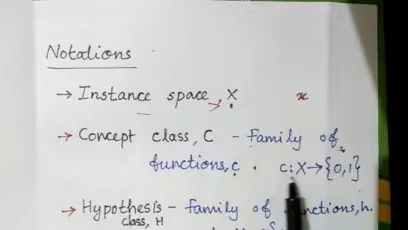 Notations
→ Instance space, X x
→ Concept class, C - Family of
functions, c. c:X→{0,1}
→ Hypothesis - family of functions, h.
class, H